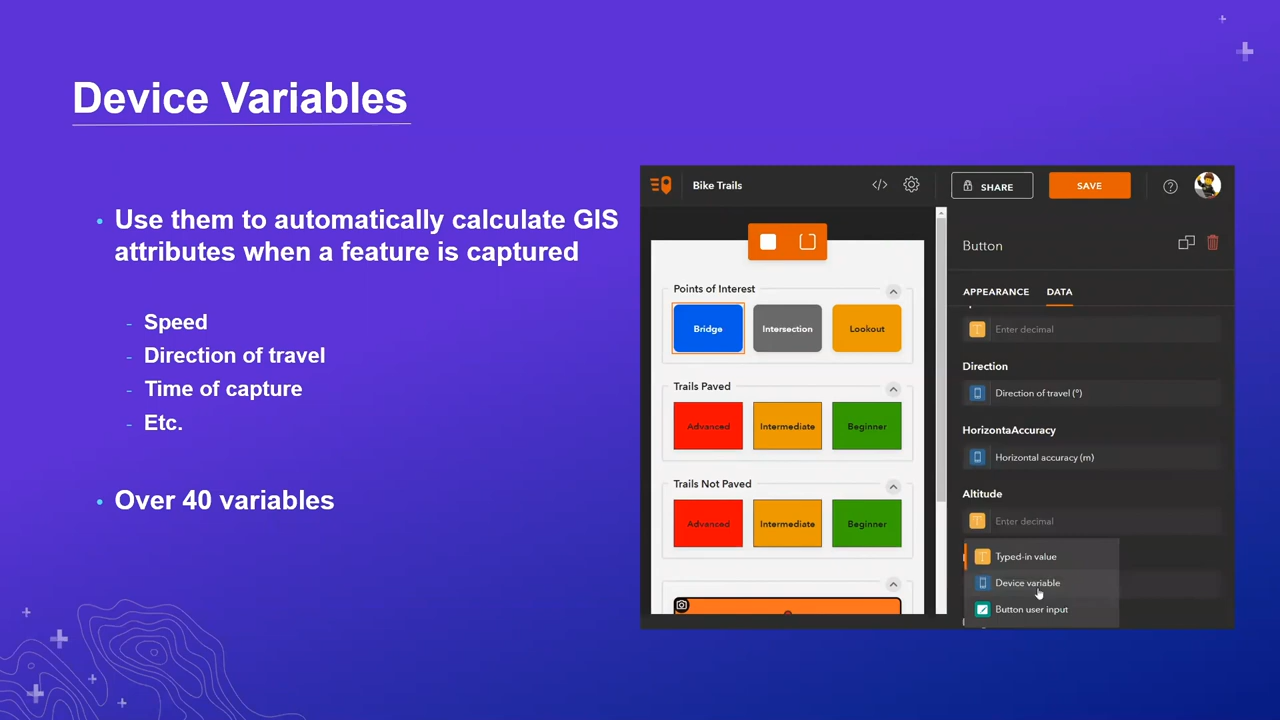 Device Variables
• Use them to automatically calculate GIS
attributes when a feature is captured
- Speed
- Direction of travel
- Time of capture
- Etc.
• Over 40 variables
Bike Trails
</>
SHARE
SAVE
?
Points of Interest
Bridge
Intersection
Lookout
Trails Paved
Advanced
Intermediate
Beginner
Trails Not Paved
Advanced
Intermediate
Beginner
Button
APPEARANCE
DATA
T
Enter decimal
Direction
Direction of travel (°)
HorizontaAccuracy
Horizontal accuracy (m)
Altitude
T
Enter decimal
T
Typed-in value
Device variable
Button user input